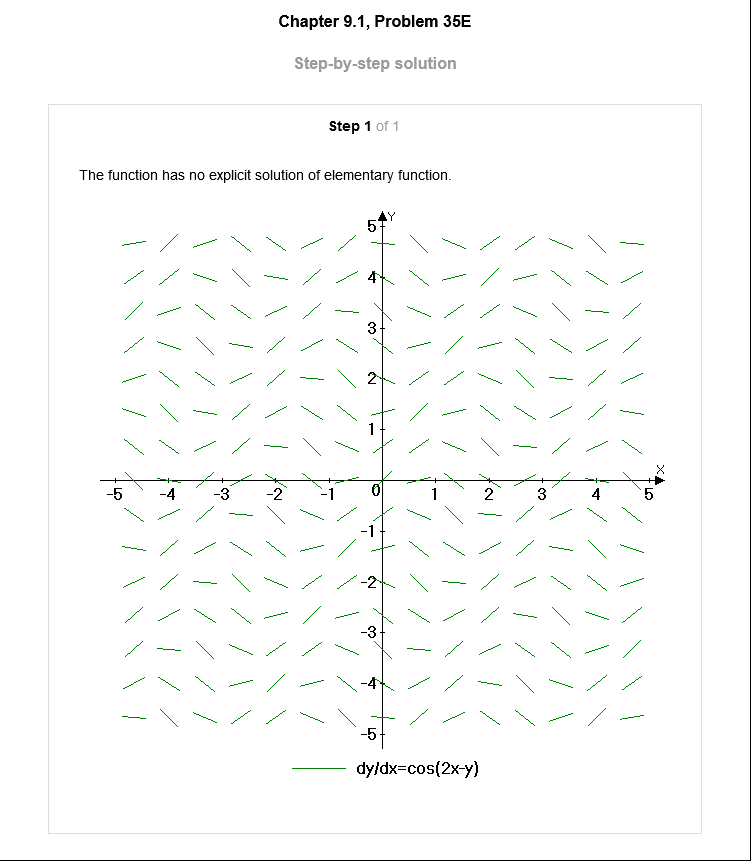 Chapter 9.1, Problem 35E
Step-by-step solution
Step 1 of 1
The function has no explicit solution of elementary function.
Y
5
4
3
2
1
X
-5 -4 -3 -2 -1 0 1 2 3 4 5
-1
-2
-3
-4
-5
dy/dx=cos(2x-y)